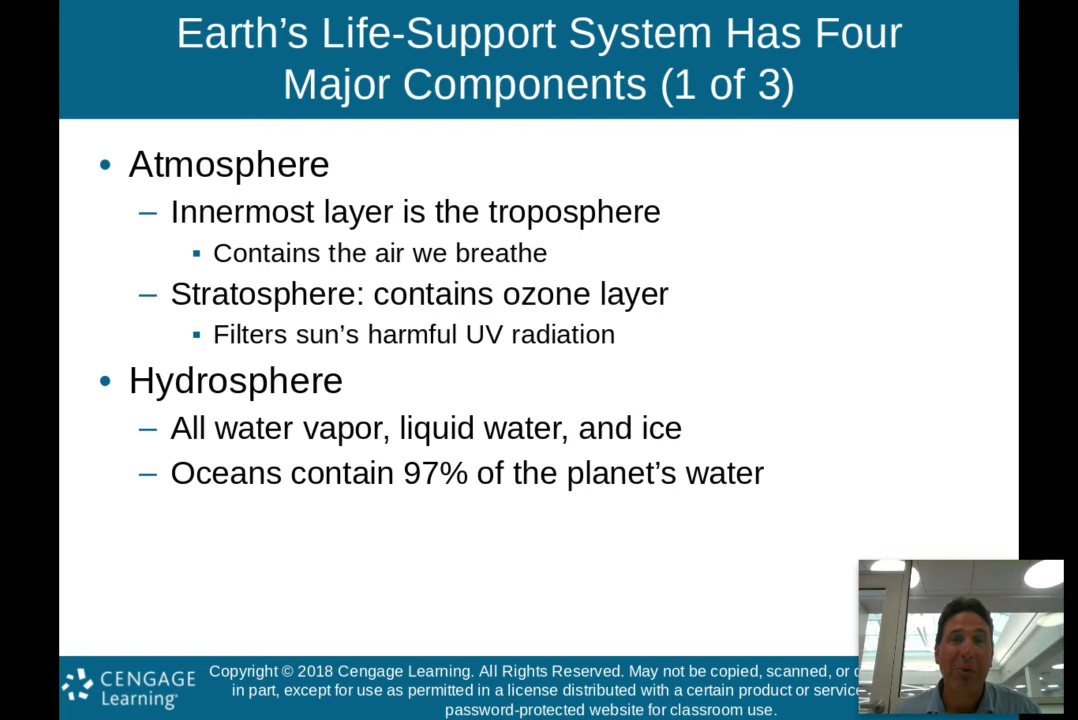 Earth’s Life-Support System Has Four
Major Components (1 of 3)
• Atmosphere
– Innermost layer is the troposphere
▪ Contains the air we breathe
– Stratosphere: contains ozone layer
▪ Filters sun’s harmful UV radiation
• Hydrosphere
– All water vapor, liquid water, and ice
– Oceans contain 97% of the planet’s water
CENGAGE
Learning®
Copyright © 2018 Cengage Learning. All Rights Reserved. May not be copied, scanned, or
in part, except for use as permitted in a license distributed with a certain product or service
password-protected website for classroom use.